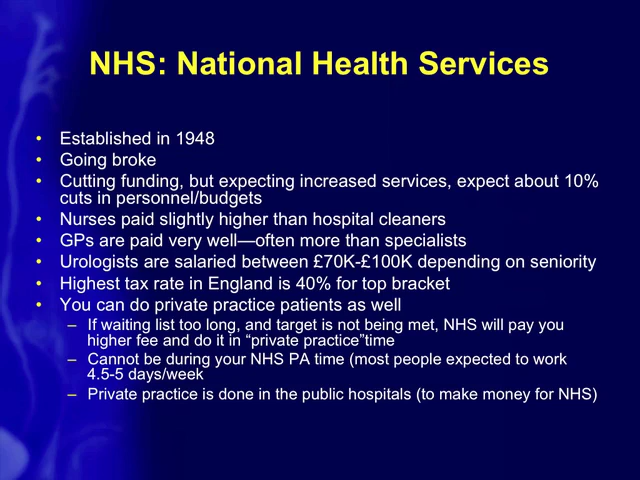 NHS: National Health Services
• Established in 1948
• Going broke
• Cutting funding, but expecting increased services, expect about 10%
cuts in personnel/budgets
• Nurses paid slightly higher than hospital cleaners
• GPs are paid very well—often more than specialists
• Urologists are salaried between £70K-£100K depending on seniority
• Highest tax rate in England is 40% for top bracket
• You can do private practice patients as well
– If waiting list too long, and target is not being met, NHS will pay you
higher fee and do it in “private practice”time
– Cannot be during your NHS PA time (most people expected to work
4.5-5 days/week
– Private practice is done in the public hospitals (to make money for NHS)